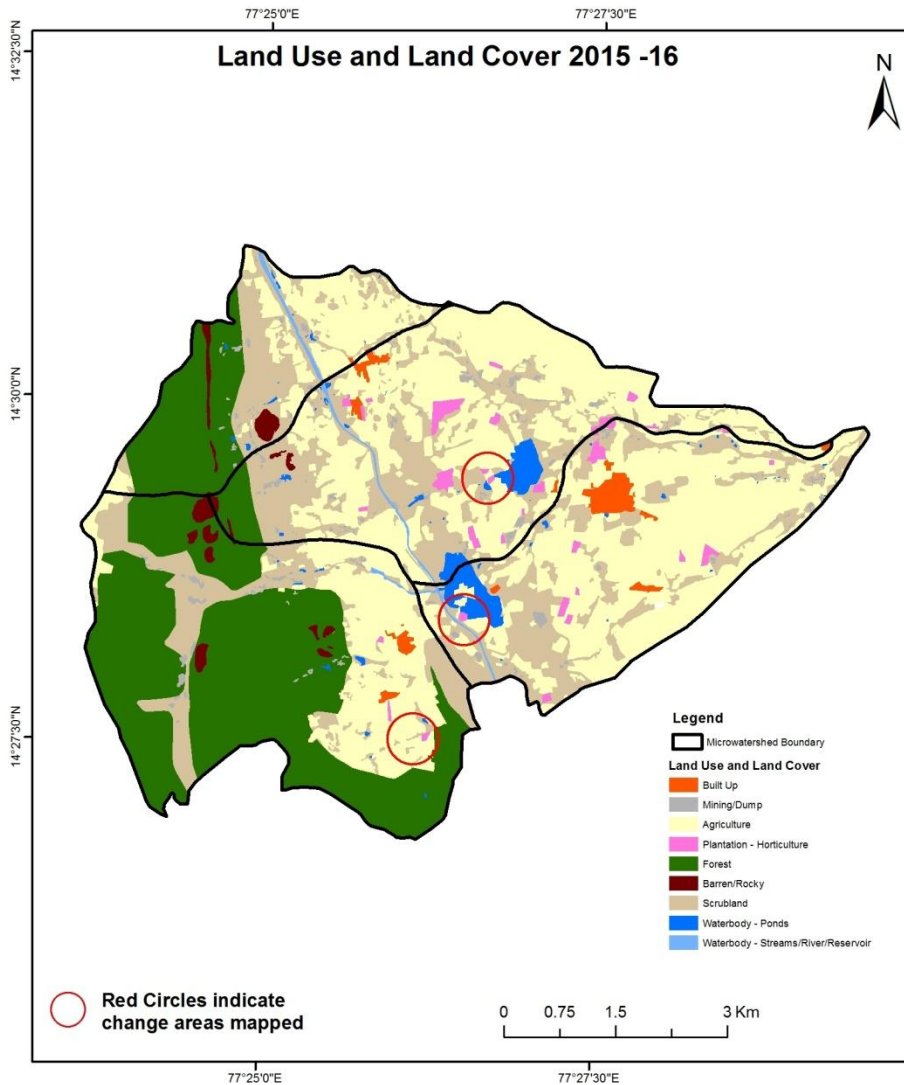 77°25'0"E
77°27'30"E
14°32'30"N
Land Use and Land Cover 2015 -16
N
14°30'0"N
14°27'30"N
Legend
Microwatershed Boundary
Land Use and Land Cover
Built Up
Mining/Dump
Agriculture
Plantation - Horticulture
Forest
Barren/Rocky
Scrubland
Waterbody - Ponds
Waterbody - Streams/River/Reservoir
Red Circles indicate
change areas mapped
0 0.75 1.5 3 Km
77°25'0"E
77°27'30"E